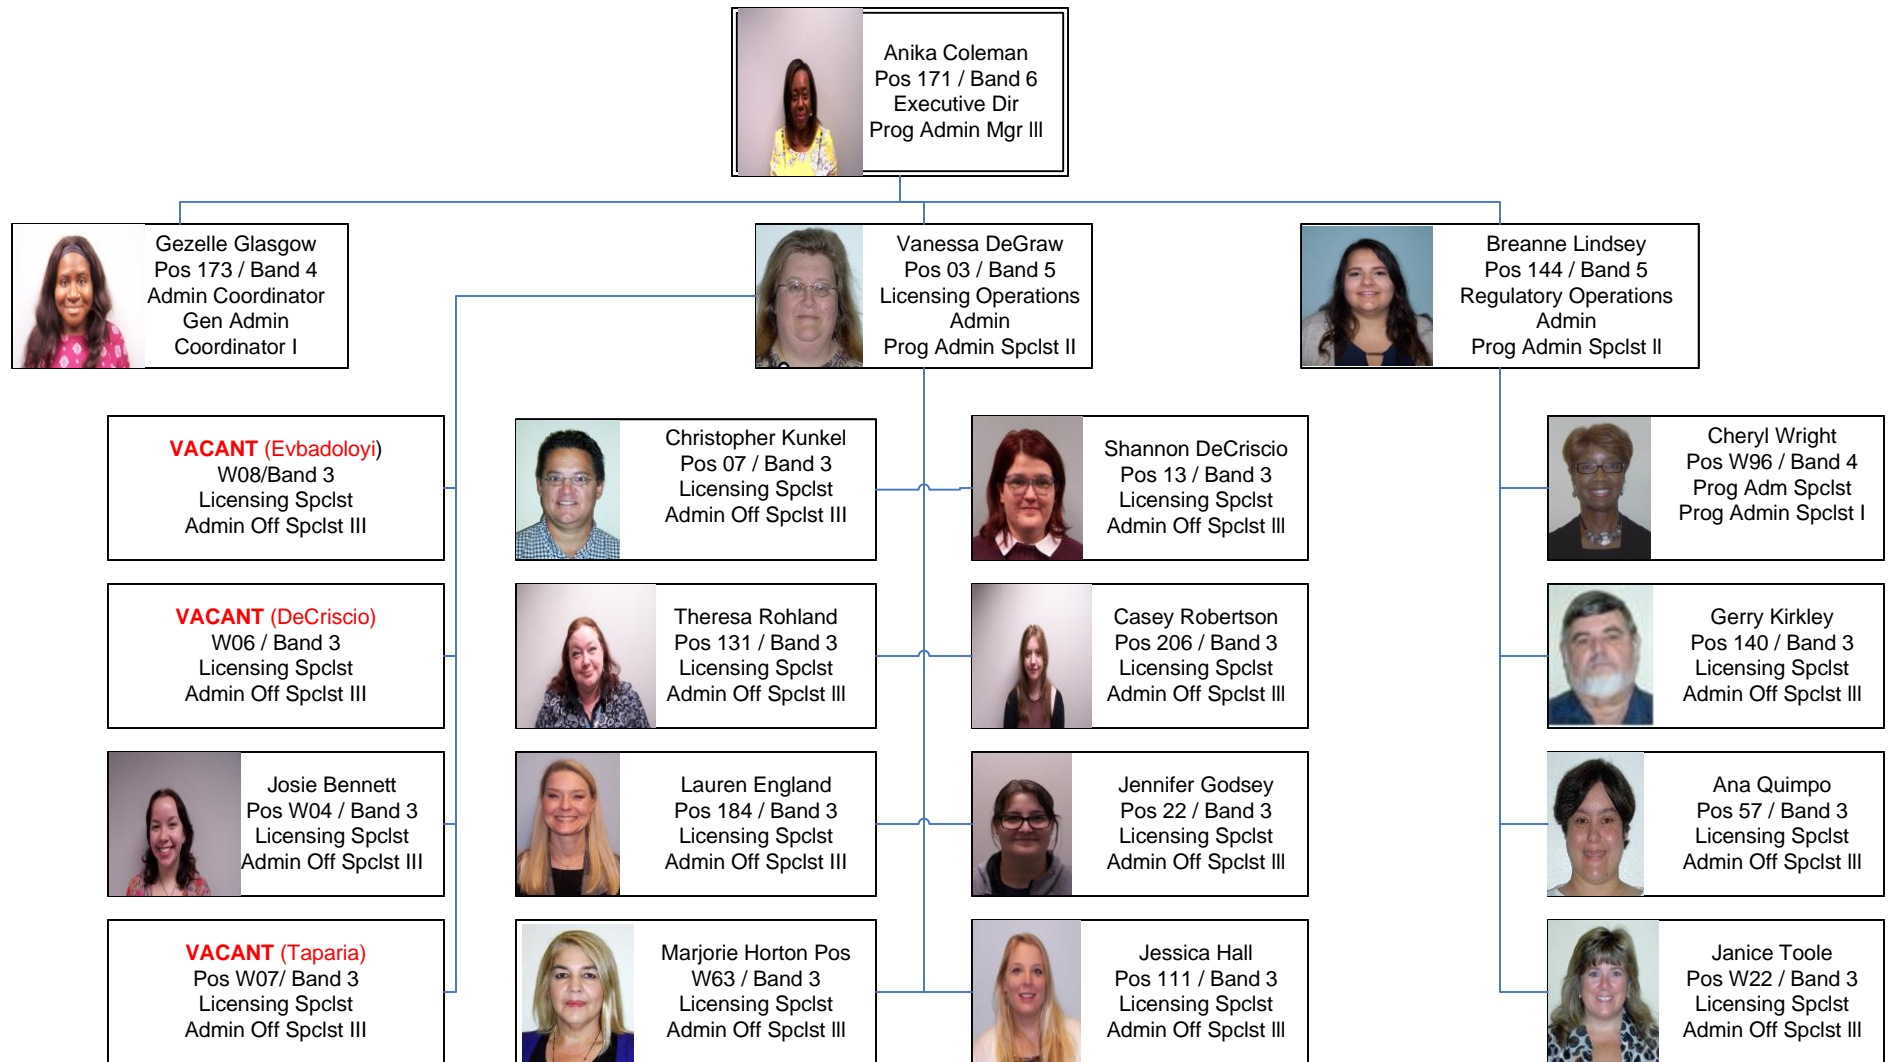 Anika Coleman
Pos 171 / Band 6
Executive Dir
Prog Admin Mgr III
Gezelle Glasgow
Pos 173 / Band 4
Admin Coordinator
Gen Admin
Coordinator I
Vanessa DeGraw
Pos 03 / Band 5
Licensing Operations
Admin
Prog Admin Spclst II
Breanne Lindsey
Pos 144 / Band 5
Regulatory Operations
Admin
Prog Admin Spclst II
VACANT (Evbadoloyi)
W08/Band 3
Licensing Spclst
Admin Off Spclst III
Christopher Kunkel
Pos 07 / Band 3
Licensing Spclst
Admin Off Spclst III
Shannon DeCriscio
Pos 13 / Band 3
Licensing Spclst
Admin Off Spclst III
Cheryl Wright
Pos W96 / Band 4
Prog Adm Spclst
Prog Admin Spclst I
VACANT (DeCriscio)
W06 / Band 3
Licensing Spclst
Admin Off Spclst III
Theresa Rohland
Pos 131 / Band 3
Licensing Spclst
Admin Off Spclst III
Casey Robertson
Pos 206 / Band 3
Licensing Spclst
Admin Off Spclst III
Gerry Kirkley
Pos 140 / Band 3
Licensing Spclst
Admin Off Spclst III
Josie Bennett
Pos W04 / Band 3
Licensing Spclst
Admin Off Spclst III
Lauren England
Pos 184 / Band 3
Licensing Spclst
Admin Off Spclst III
Jennifer Godsey
Pos 22 / Band 3
Licensing Spclst
Admin Off Spclst III
Ana Quimpo
Pos 57 / Band 3
Licensing Spclst
Admin Off Spclst III
VACANT (Taparia)
Pos W07/ Band 3
Licensing Spclst
Admin Off Spclst III
Marjorie Horton Pos
W63 / Band 3
Licensing Spclst
Admin Off Spclst III
Jessica Hall
Pos 111 / Band 3
Licensing Spclst
Admin Off Spclst III
Janice Toole
Pos W22 / Band 3
Licensing Spclst
Admin Off Spclst III